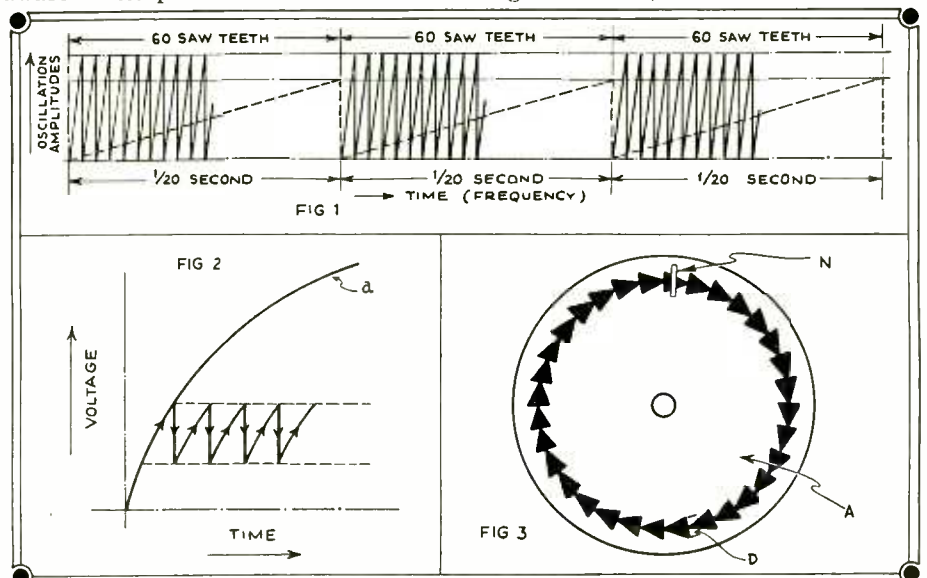 60 SAW TEETH
60 SAW TEETH
60 SAW TEETH
OSCILLATION
AMPLITUDES
1/20 SECOND
1/20 SECOND
1/20 SECOND
TIME (FREQUENCY)
FIG 1
FIG 2
a
VOLTAGE
TIME
N
A
FIG 3
D